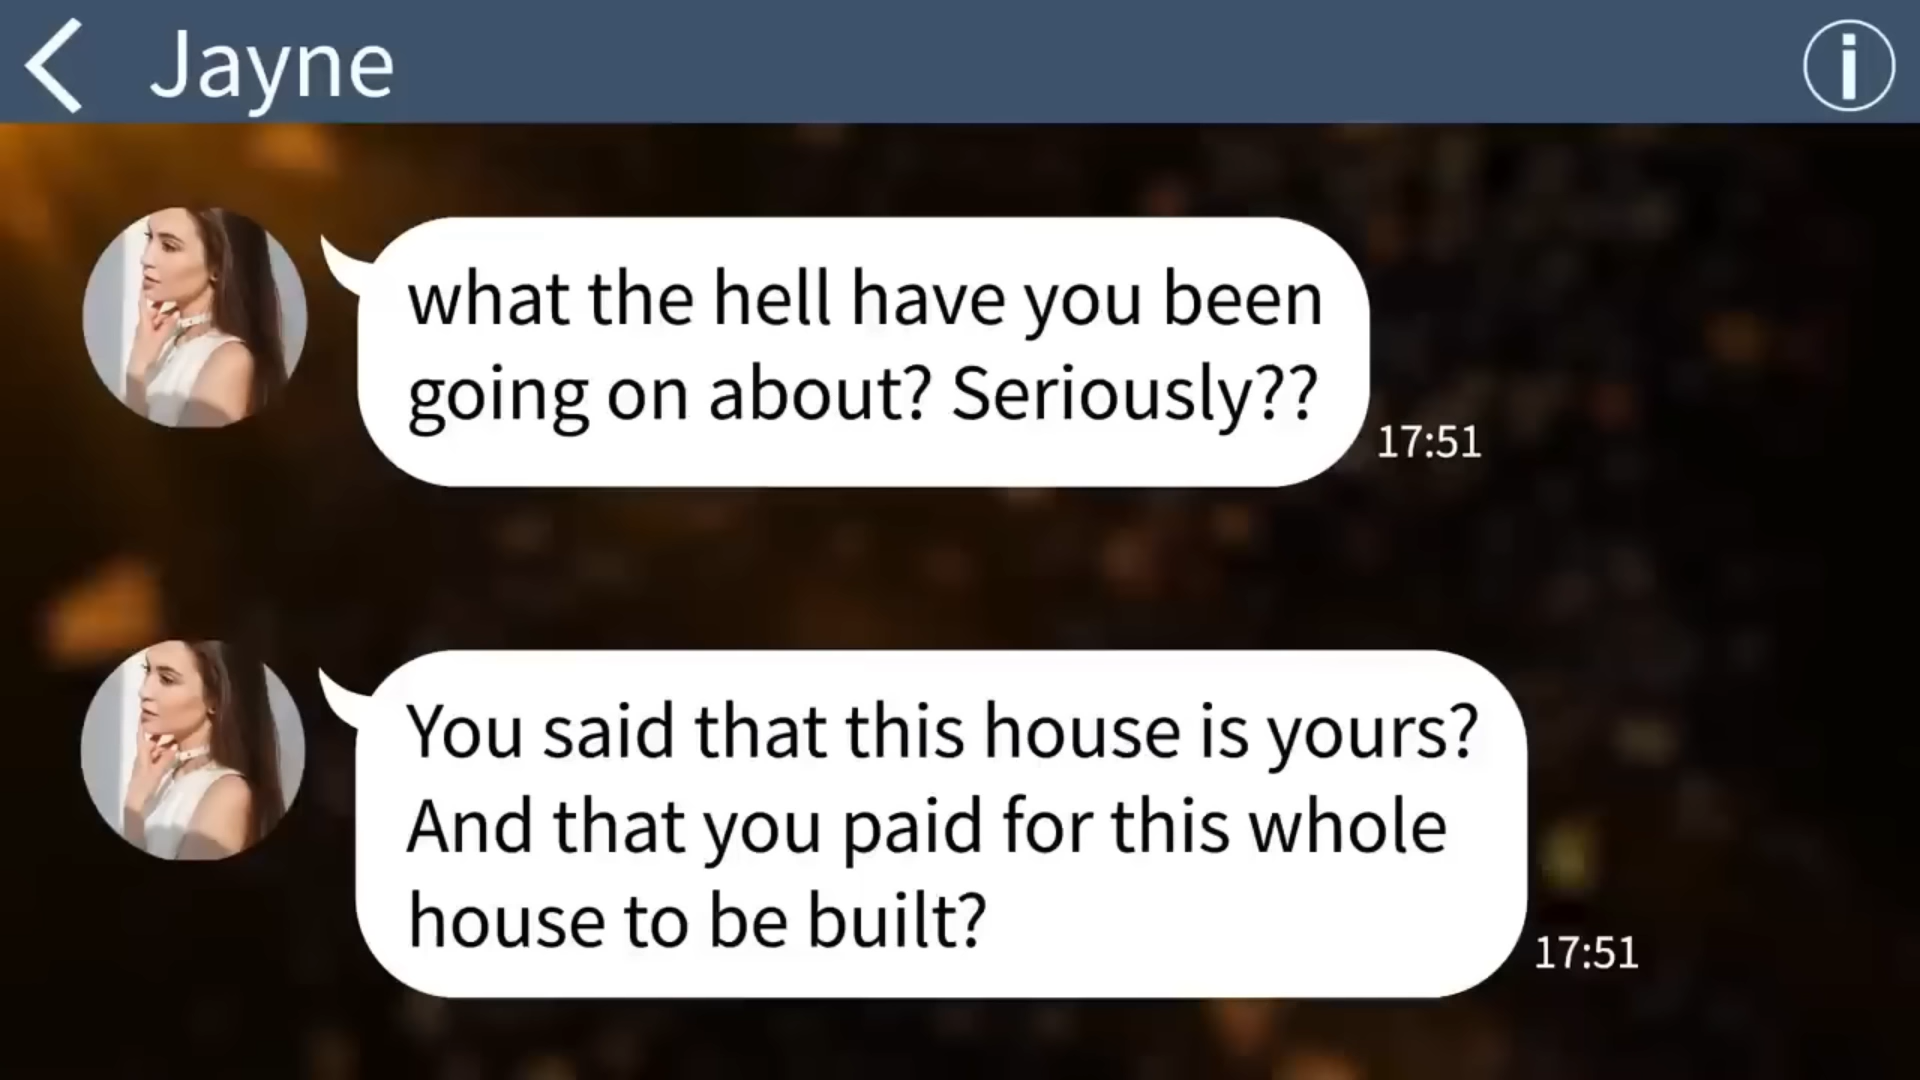 Jayne
what the hell have you been
going on about? Seriously??
17:51
You said that this house is yours?
And that you paid for this whole
house to be built?
17:51